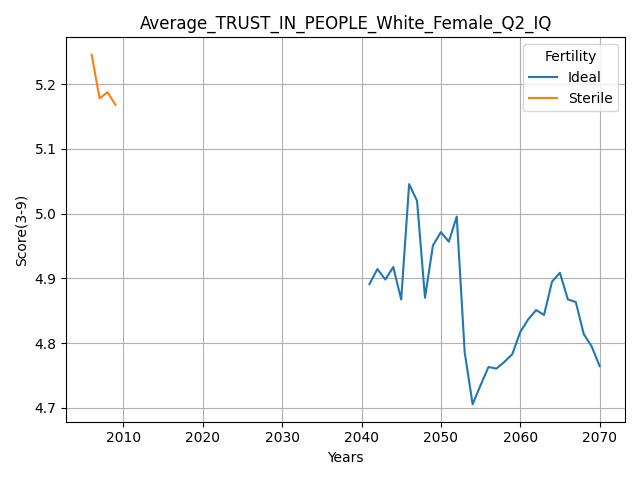 Average_TRUST_IN_PEOPLE_White_Female_Q2_IQ
Fertility
Ideal
Sterile
Score(3-9)
5.2
5.1
5.0
4.9
4.8
4.7
2010 2020 2030 2040 2050 2060 2070
Years